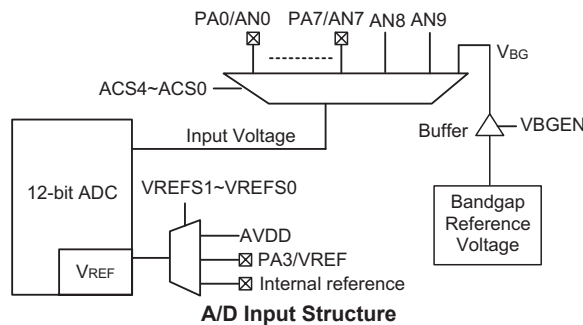 PA0/AN0 PA7/AN7 AN8 AN9
VBG
ACS4~ACS0
Input Voltage
Buffer
VBGEN
12-bit ADC
VREFS1~VREFS0
Bandgap
Reference
Voltage
AVDD
VREF
PA3/VREF
Internal reference
A/D Input Structure